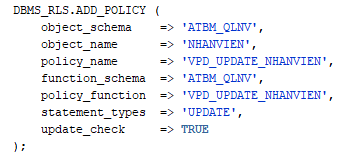 DBMS_RLS.ADD_POLICY (
object_schema => 'ATBM_QLNV',
object_name => 'NHANVIEN',
policy_name => 'VPD_UPDATE_NHANVIEN',
function_schema => 'ATBM_QLNV',
policy_function => 'VPD_UPDATE_NHANVIEN',
statement_types => 'UPDATE',
update_check => TRUE
);